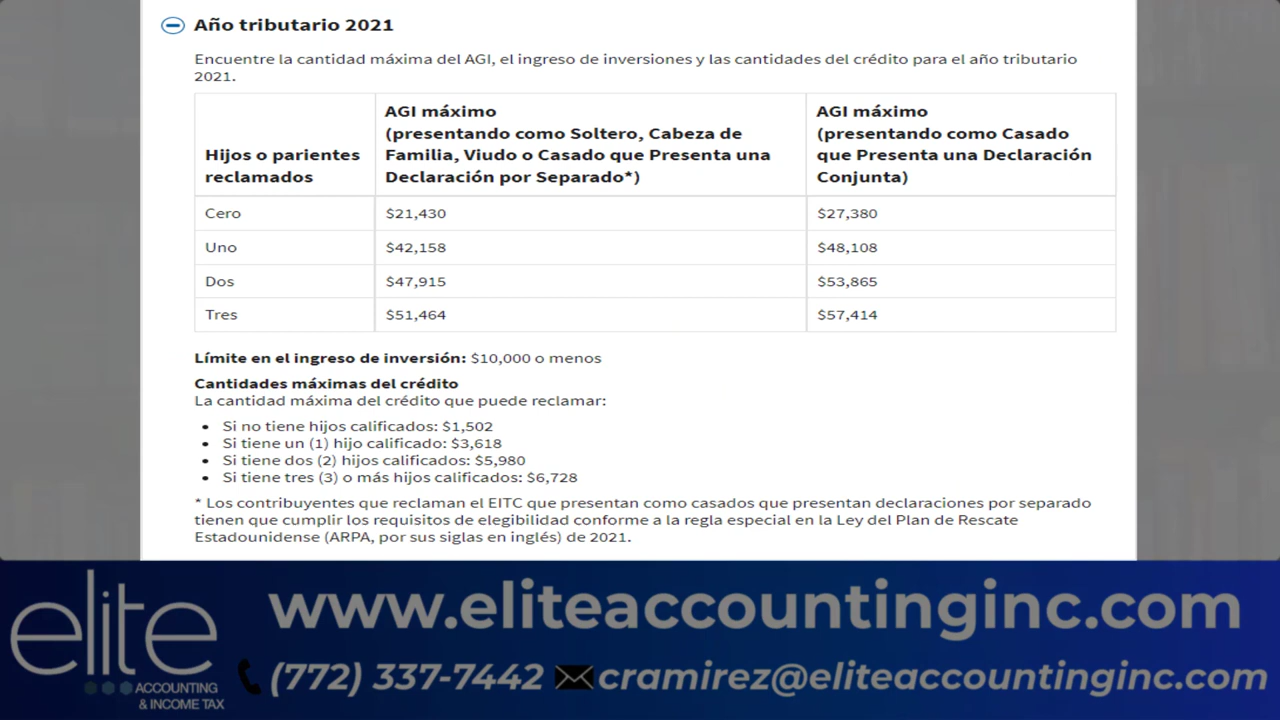 Año tributario 2021
Encuentre la cantidad máxima del AGI, el ingreso de inversiones y las cantidades del crédito para el año tributario
2021.
Hijos o parientes
reclamados
AGI máximo
(presentando como Soltero, Cabeza de
Familia, Viudo o Casado que Presenta una
Declaración por Separado*)
AGI máximo
(presentando como Casado
que Presenta una Declaración
Conjunta)
Cero $21,430 $27,380
Uno $42,158 $48,108
Dos $47,915 $53,865
Tres $51,464 $57,414
Límite en el ingreso de inversión: $10,000 o menos
Cantidades máximas del crédito
La cantidad máxima del crédito que puede reclamar:
• Si no tiene hijos calificados: $1,502
• Si tiene un (1) hijo calificado: $3,618
• Si tiene dos (2) hijos calificados: $5,980
• Si tiene tres (3) o más hijos calificados: $6,728
* Los contribuyentes que reclaman el EITC que presentan como casados que presentan declaraciones por separado
tienen que cumplir los requisitos de elegibilidad conforme a la regla especial en la Ley del Plan de Rescate
Estadounidense (ARPA, por sus siglas en inglés) de 2021.
elite
ACCOUNTING
& INCOME TAX
www.eliteaccountinginc.com
(772) 337-7442 cramirez@eliteaccountinginc.com